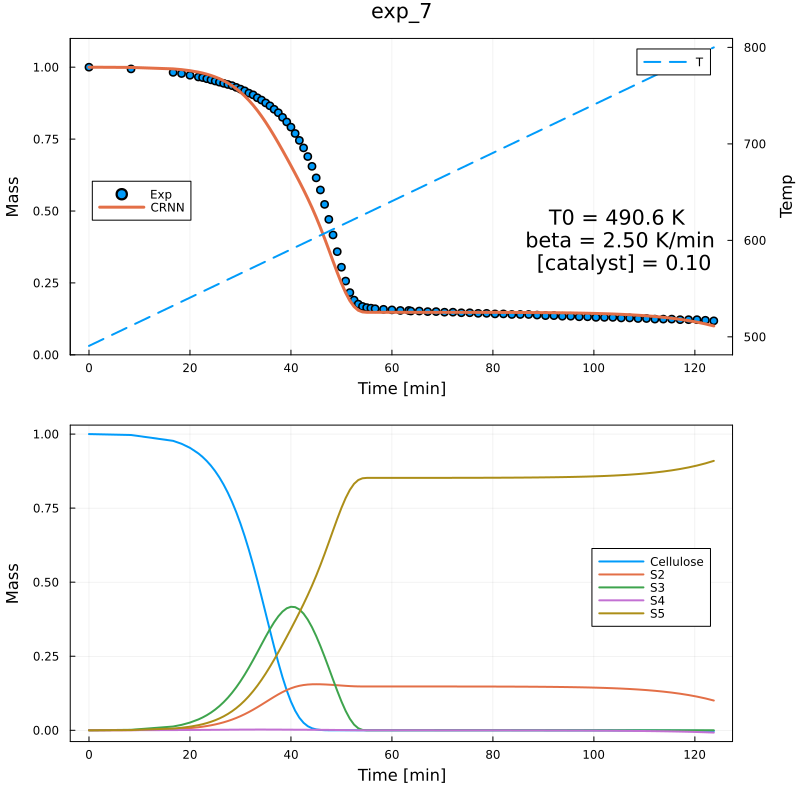 exp_7
1.00
0.75
0.50
0.25
0.00
Mass
800
700
600
500
Temp
T
Exp
CRNN
T0 = 490.6 K
beta = 2.50 K/min
[catalyst] = 0.10
0 20 40 60 80 100 120
Time [min]
1.00
0.75
0.50
0.25
0.00
Mass
Cellulose
S2
S3
S4
S5
0 20 40 60 80 100 120
Time [min]